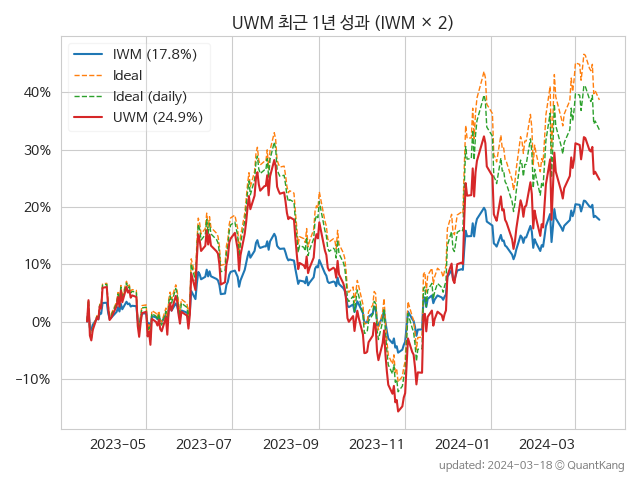 UWM 최근 1년 성과 (IWM × 2)
IWM (17.8%)
Ideal
Ideal (daily)
UWM (24.9%)
40%
30%
20%
10%
0%
−10%
2023-05
2023-07
2023-09
2023-11
2024-01
2024-03
updated: 2024-03-18 ⓒ QuantKang